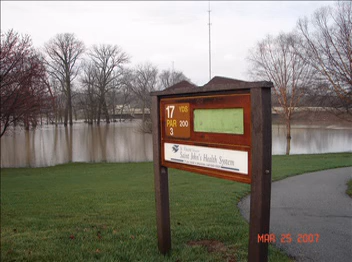 17 YDS
PAR 200
3
Saint John's Health System
MAR 25 2007